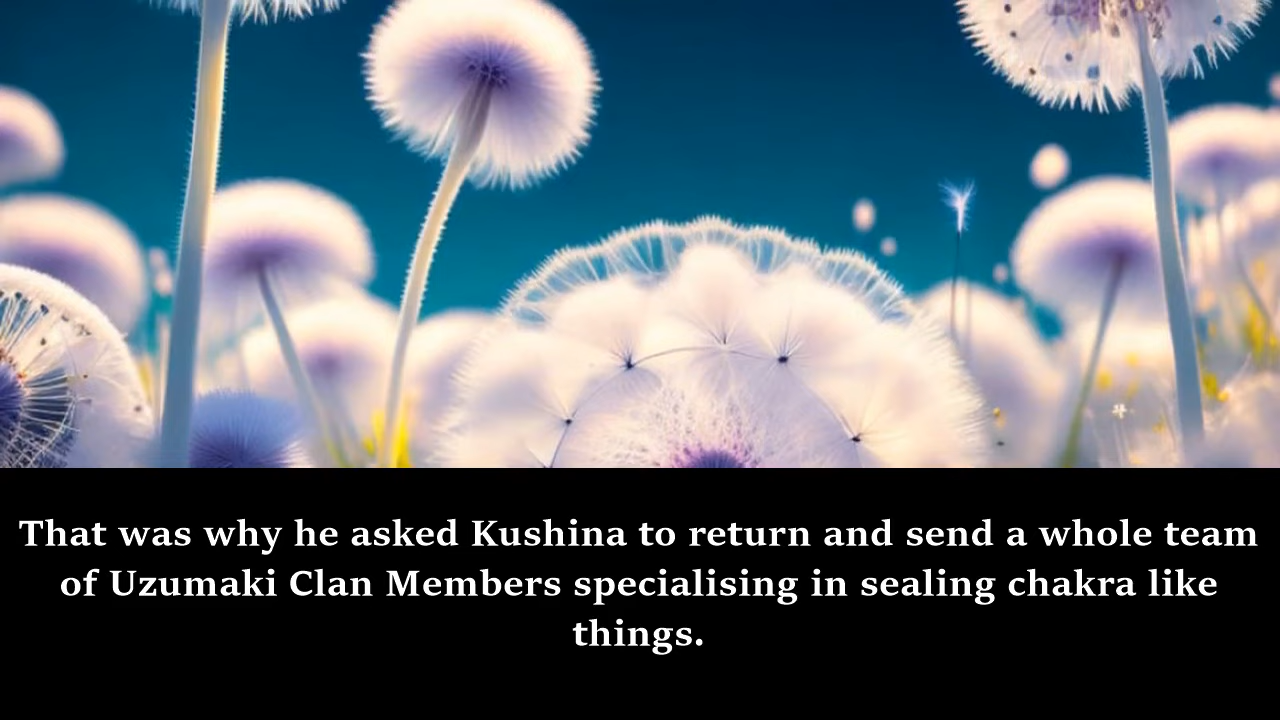 That was why he asked Kushina to return and send a whole team
of Uzumaki Clan Members specialising in sealing chakra like
things.